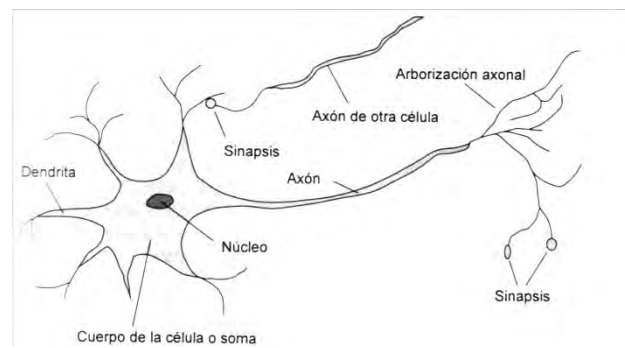 Arborización axonal
Axón de otra célula
Sinapsis
Dendrita
Axón
Núcleo
Sinapsis
Cuerpo de la célula o soma